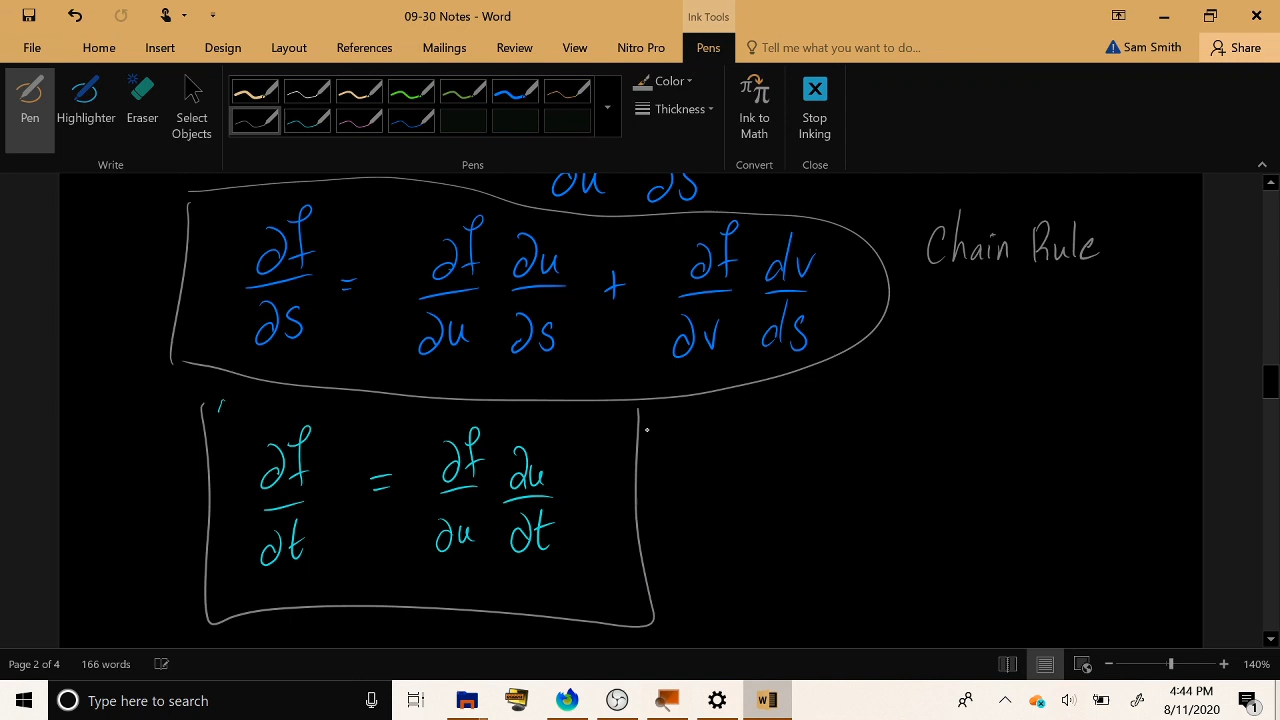 09-30 Notes - Word
Ink Tools
File Home Insert Design Layout References Mailings Review View Nitro Pro Pens Tell me what you want to do... Sam Smith Share
Pen Highlighter Eraser Select Objects
Color
Thickness
Ink to Math
Stop Inking
Write Pens Convert Close
∂u ∂s
∂f/∂s = ∂f/∂u ∂u/∂s + ∂f/∂v dv/ds
Chain Rule
∂f/∂t = ∂f/∂u ∂u/∂t
Page 2 of 4 166 words 140%
Type here to search
4:44 PM
8/11/2020
1